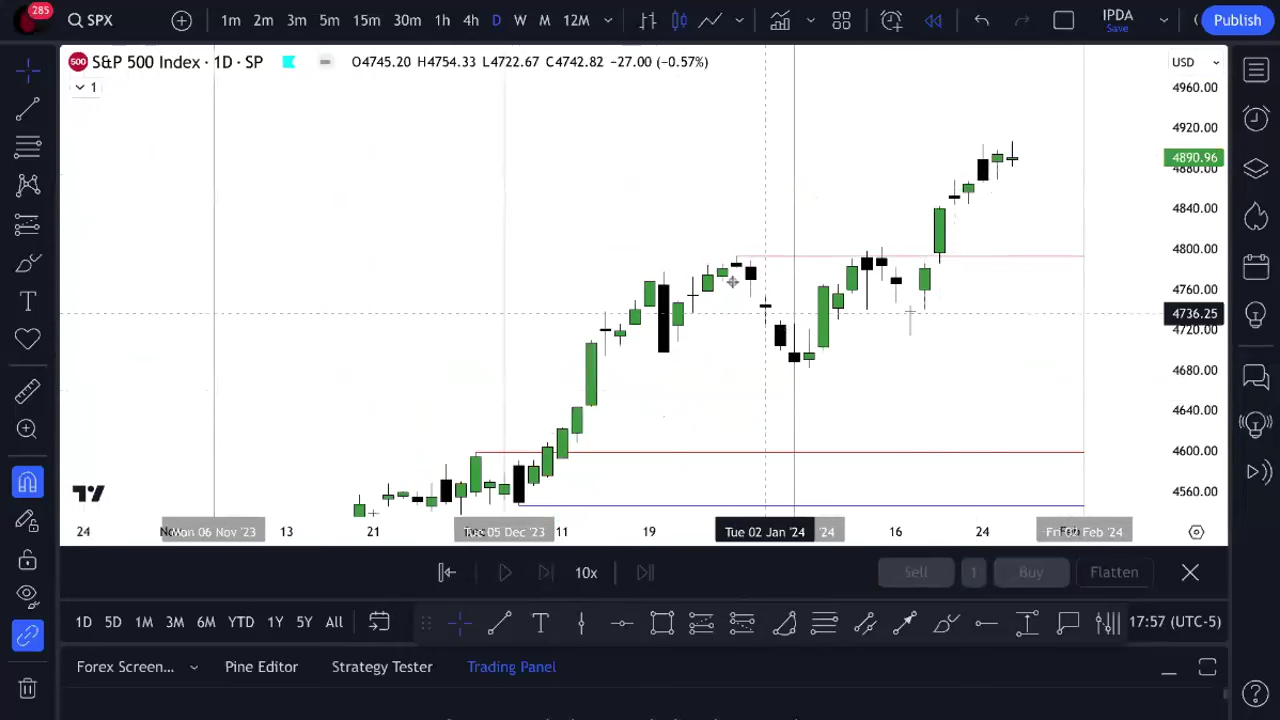 285
SPX
1m 2m 3m 5m 15m 30m 1h 4h D W M 12M
IPDA
Save
Publish
500 S&P 500 Index · 1D · SP
O4745.20 H4754.33 L4722.67 C4742.82 −27.00 (−0.57%)
USD
1
4960.00
4920.00
4890.96
4880.00
4840.00
4800.00
4760.00
4736.25
4720.00
4680.00
4640.00
4600.00
4560.00
24 Mon 06 Nov '23 13 21 Tue 05 Dec '23 11 19 Tue 02 Jan '24 '24 16 24 Fri 02 Feb '24
10x
Sell 1 Buy Flatten
1D 5D 1M 3M 6M YTD 1Y 5Y All
17:57 (UTC-5)
Forex Screen... Pine Editor Strategy Tester Trading Panel